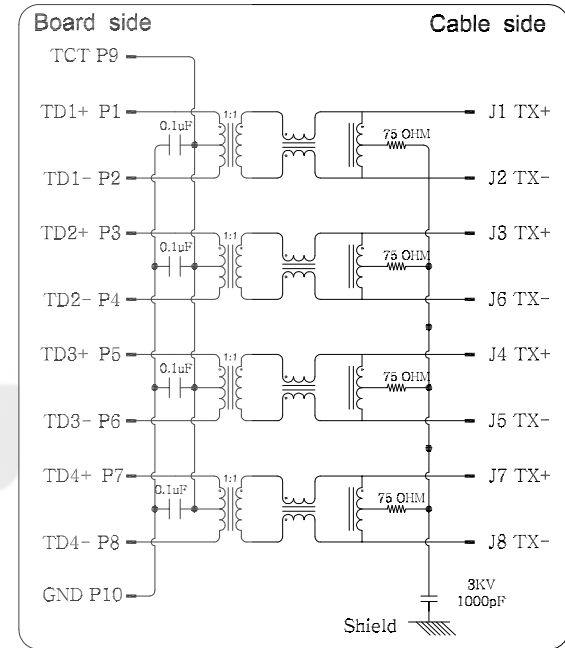 Board side
Cable side
TCT P9
TD1+ P1
1:1
0.1uF
75 OHM
J1 TX+
TD1- P2
J2 TX-
TD2+ P3
1:1
0.1uF
75 OHM
J3 TX+
TD2- P4
J6 TX-
TD3+ P5
1:1
0.1uF
75 OHM
J4 TX+
TD3- P6
J5 TX-
TD4+ P7
1:1
0.1uF
75 OHM
J7 TX+
TD4- P8
J8 TX-
GND P10
3KV
1000pF
Shield